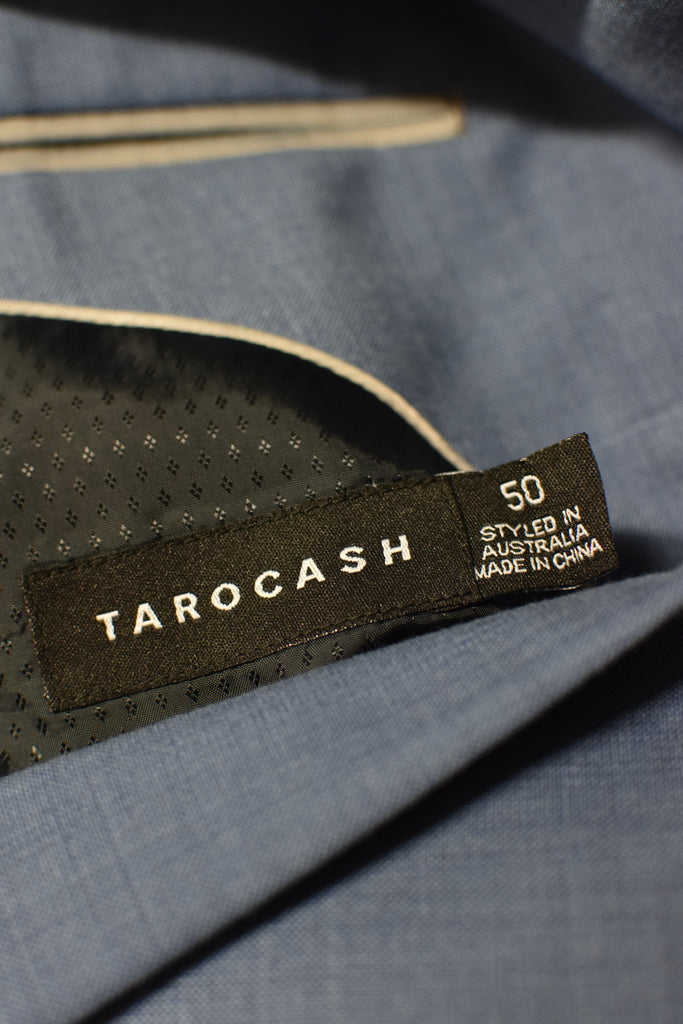 TAROCASH
50
STYLED IN
AUSTRALIA
MADE IN CHINA